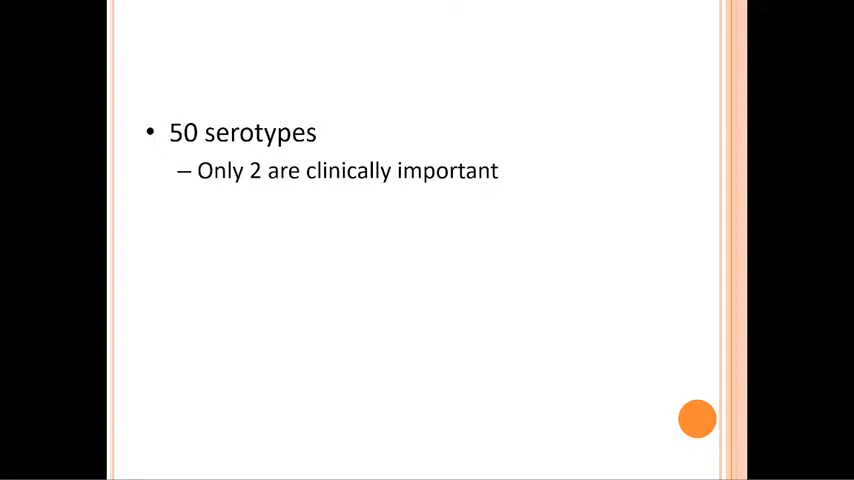 • 50 serotypes
– Only 2 are clinically important